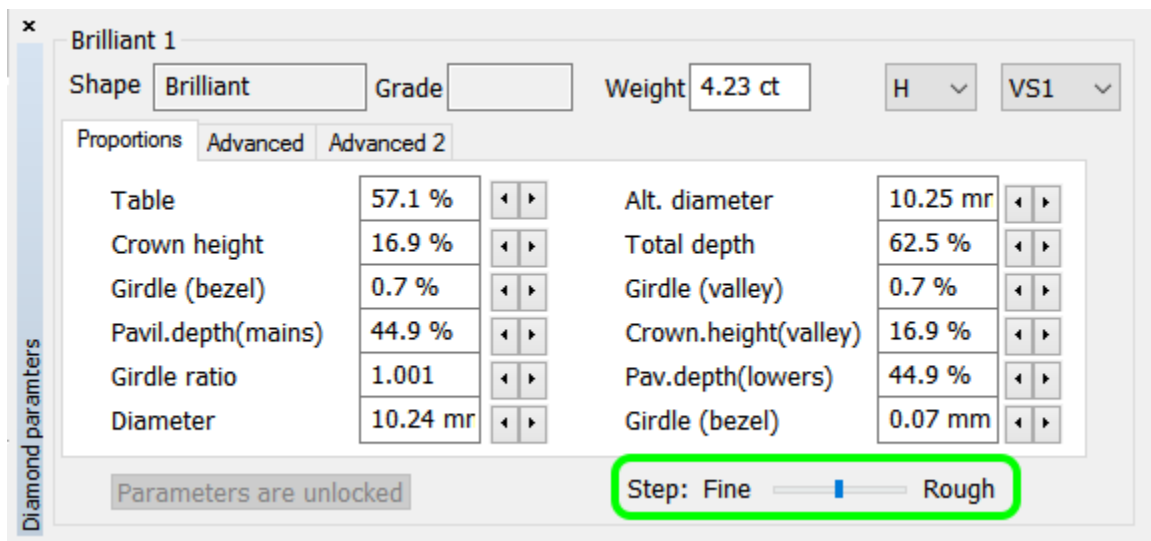 ×
Brilliant 1
Shape Brilliant Grade Weight 4.23 ct H VS1
Proportions Advanced Advanced 2
Table 57.1 % Alt. diameter 10.25 mr
Crown height 16.9 % Total depth 62.5 %
Girdle (bezel) 0.7 % Girdle (valley) 0.7 %
Pavil.depth(mains) 44.9 % Crown.height(valley) 16.9 %
Girdle ratio 1.001 Pav.depth(lowers) 44.9 %
Diameter 10.24 mr Girdle (bezel) 0.07 mm
Parameters are unlocked Step: Fine Rough
Diamond paramters